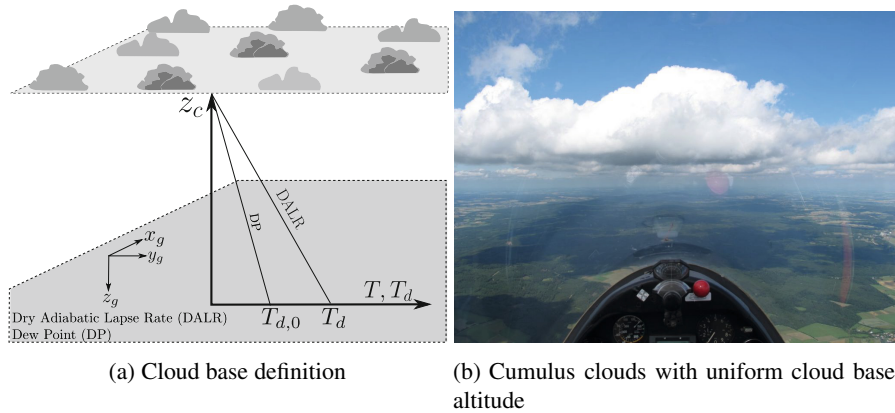 z_c
DALR
DP
x_g
y_g
z_g
T, T_d
T_{d,0}
T_d
Dry Adiabatic Lapse Rate (DALR)
Dew Point (DP)
(a) Cloud base definition
(b) Cumulus clouds with uniform cloud base
altitude